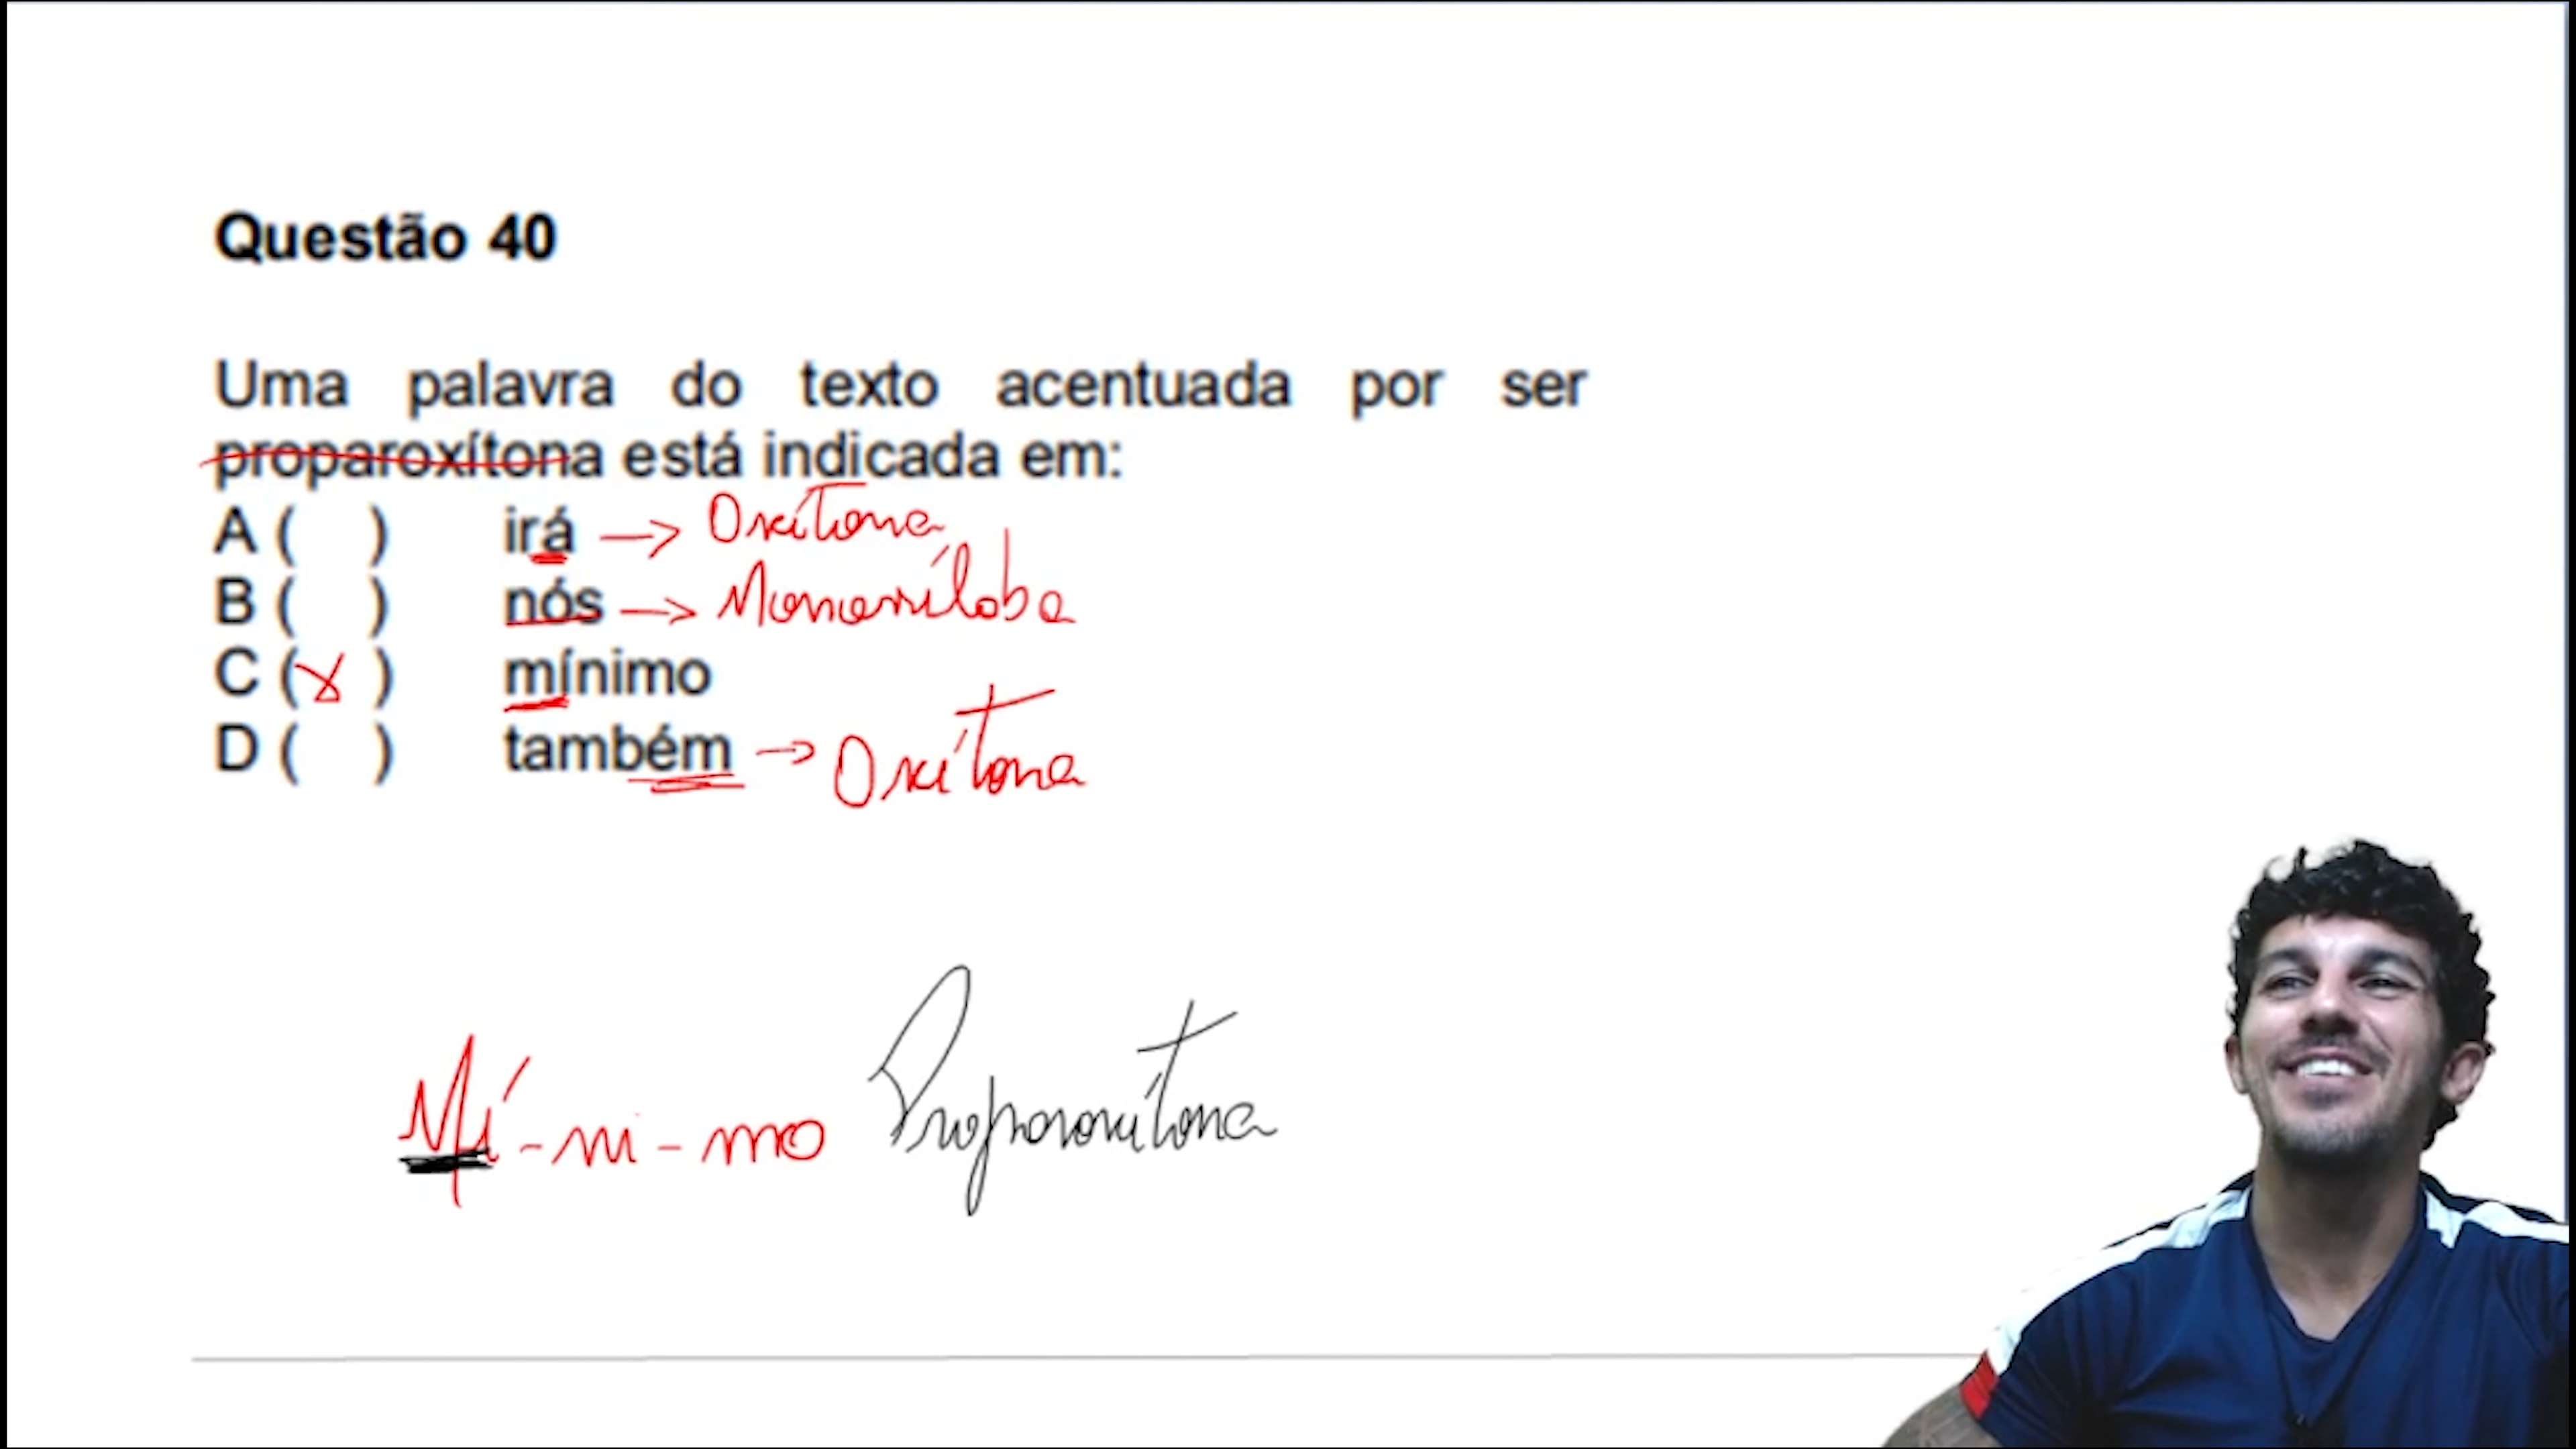 Questão 40
Uma palavra do texto acentuada por ser
proparoxítona está indicada em:
A ( ) irá → Oxítona
B ( ) nós → Monossílaba
C (x) mínimo
D ( ) também → Oxítona
Mí-ni-mo Proparoxítona